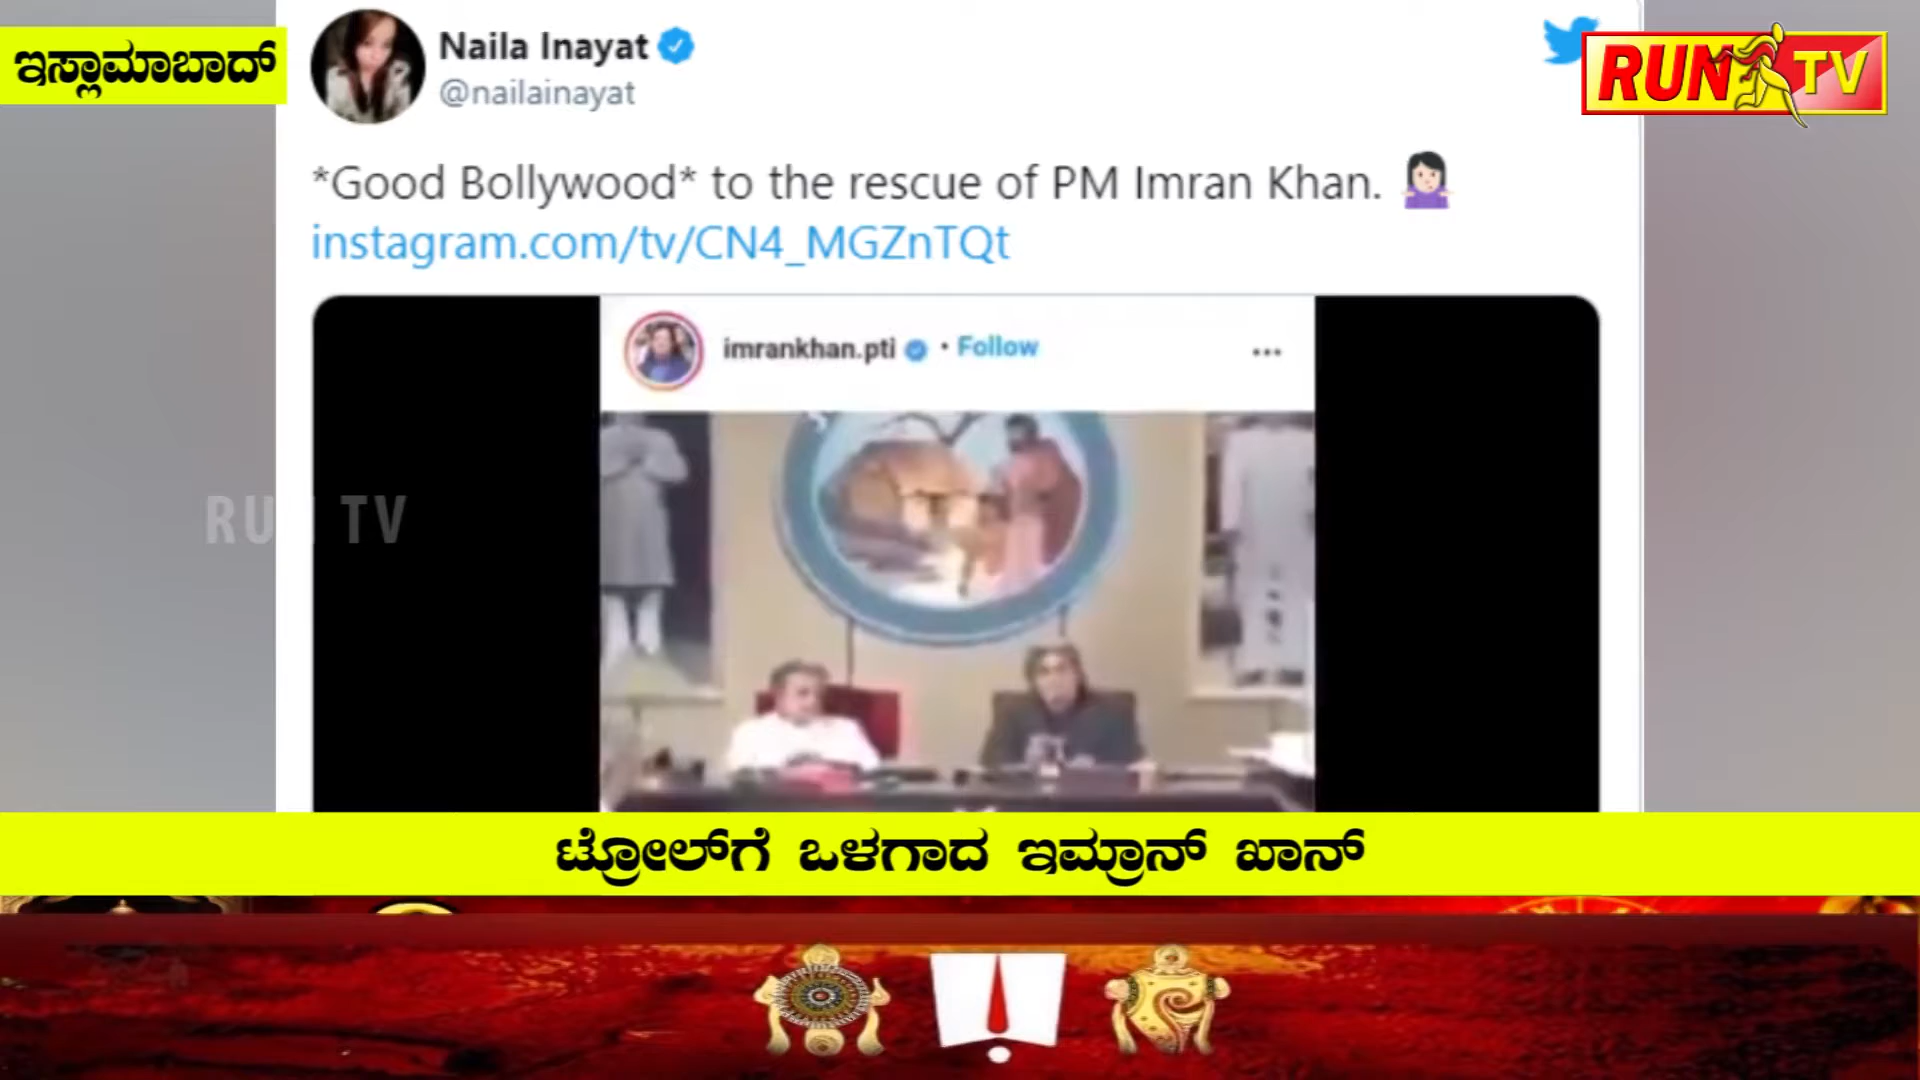 ಇಸ್ಲಾಮಾಬಾದ್
Naila Inayat
@nailainayat
RUN TV
*Good Bollywood* to the rescue of PM Imran Khan.
instagram.com/tv/CN4_MGZnTQt
imrankhan.pti • Follow
RUN TV
ಟ್ರೋಲ್‌ಗೆ ಒಳಗಾದ ಇಮ್ರಾನ್ ಖಾನ್